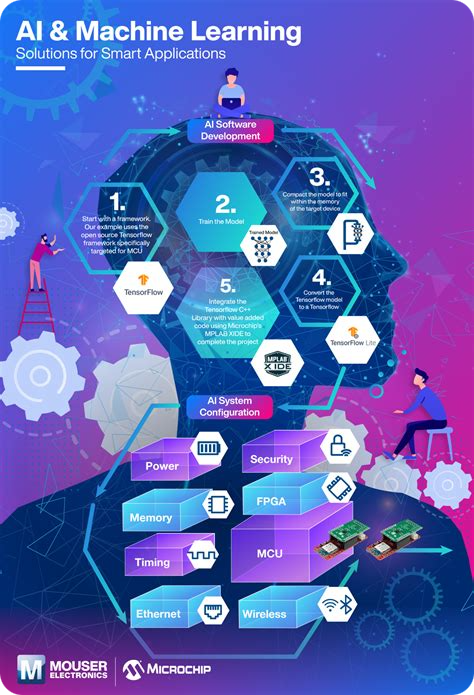 AI & Machine Learning
Solutions for Smart Applications
AI Software
Development
1.
Start with a framework.
Our example uses the
open source Tensorflow
framework specifically
targeted for MCU
TensorFlow
2.
Train the Model
Trained Model
3.
Compact the model to fit
within the memory
of the target device
4.
Convert the
Tensorflow model
to a Tensorflow
TensorFlow Lite
5.
Integrate the
Tensorflow C++
Library with value added
code using Microchip's
MPLAB XIDE to
complete the project
MPLAB
XIDE
AI System
Configuration
Power
Security
Memory
FPGA
Timing
MCU
Ethernet
Wireless
M
MOUSER
ELECTRONICS
MICROCHIP